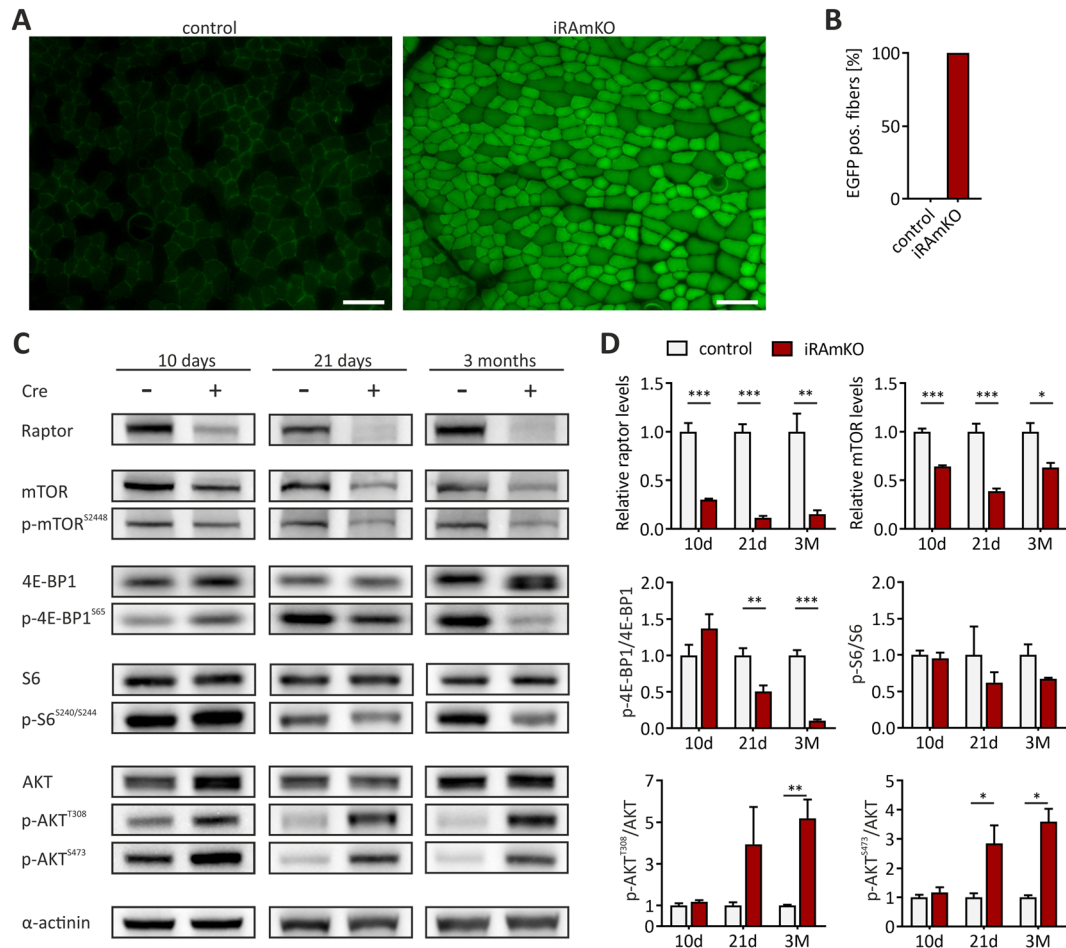 A
control
iRAmKO
B
EGFP pos. fibers [%]
100
50
0
control
iRAmKO
C
10 days
21 days
3 months
Cre
− + − + − +
Raptor
mTOR
p-mTOR^S2448
4E-BP1
p-4E-BP1^S65
S6
p-S6^S240/S244
AKT
p-AKT^T308
p-AKT^S473
α-actinin
D
control
iRAmKO
Relative raptor levels
1.5
1.0
0.5
0.0
*** *** **
10d 21d 3M
Relative mTOR levels
1.5
1.0
0.5
0.0
*** *** *
10d 21d 3M
p-4E-BP1/4E-BP1
2.0
1.5
1.0
0.5
0.0
** ***
10d 21d 3M
p-S6/S6
2.0
1.5
1.0
0.5
0.0
10d 21d 3M
p-AKT^T308/AKT
7
5
3
1
0
**
10d 21d 3M
p-AKT^S473/AKT
5
4
3
2
1
0
* *
10d 21d 3M